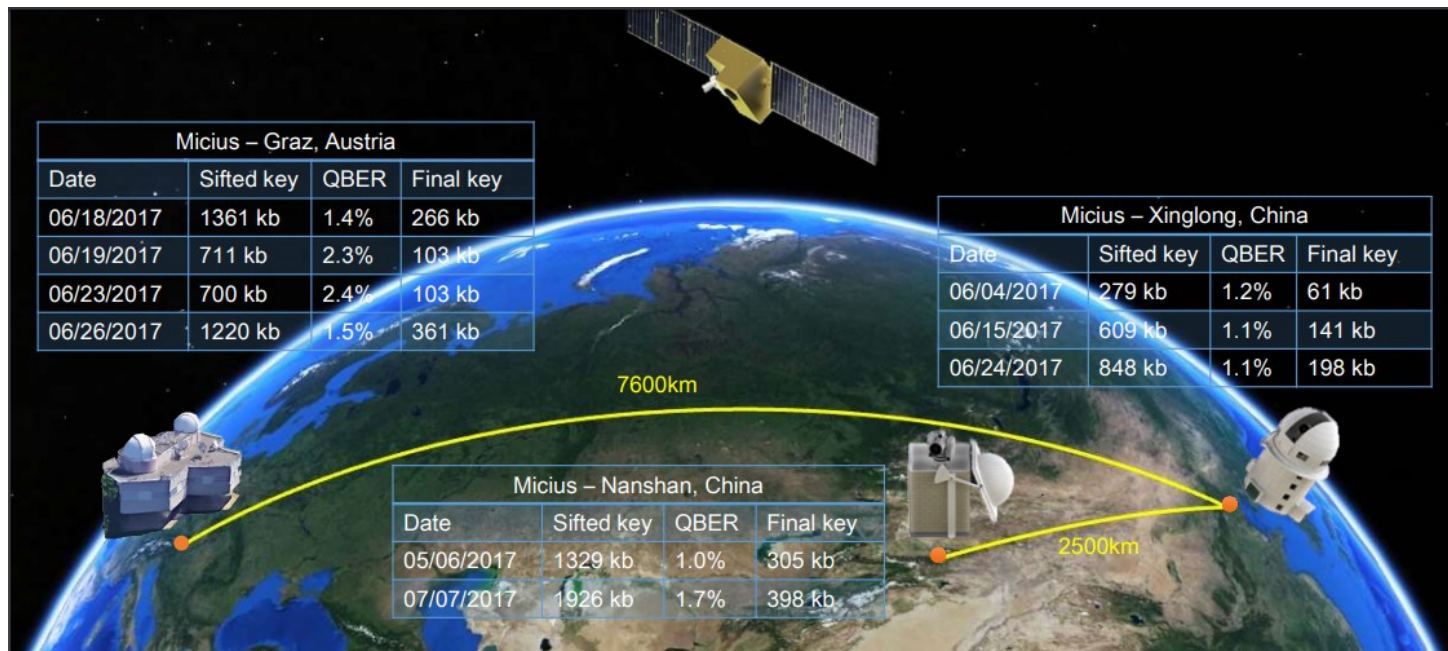 Micius – Graz, Austria
Date Sifted key QBER Final key
06/18/2017 1361 kb 1.4% 266 kb
06/19/2017 711 kb 2.3% 103 kb
06/23/2017 700 kb 2.4% 103 kb
06/26/2017 1220 kb 1.5% 361 kb
Micius – Xinglong, China
Date Sifted key QBER Final key
06/04/2017 279 kb 1.2% 61 kb
06/15/2017 609 kb 1.1% 141 kb
06/24/2017 848 kb 1.1% 198 kb
7600km
Micius – Nanshan, China
Date Sifted key QBER Final key
05/06/2017 1329 kb 1.0% 305 kb
07/07/2017 1926 kb 1.7% 398 kb
2500km